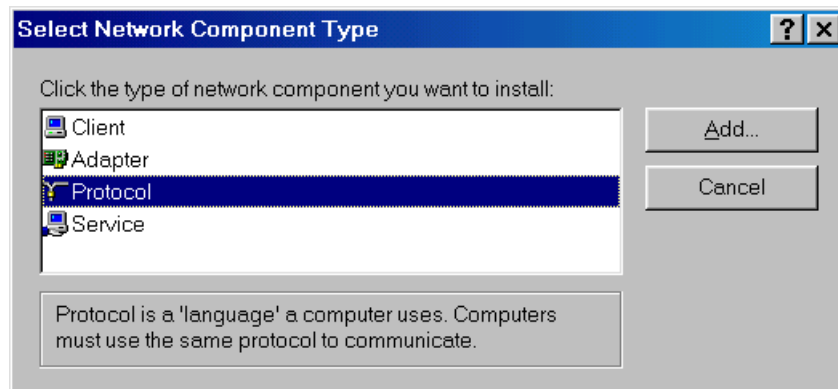 Select Network Component Type
Click the type of network component you want to install:
Client
Adapter
Protocol
Service
Add...
Cancel
Protocol is a 'language' a computer uses. Computers
must use the same protocol to communicate.